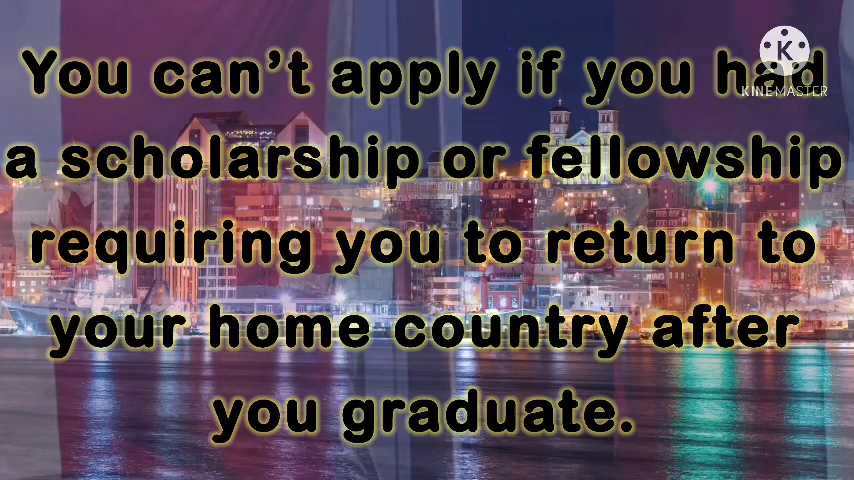 You can't apply if you had
KINEMASTER
a scholarship or fellowship
requiring you to return to
your home country after
you graduate.